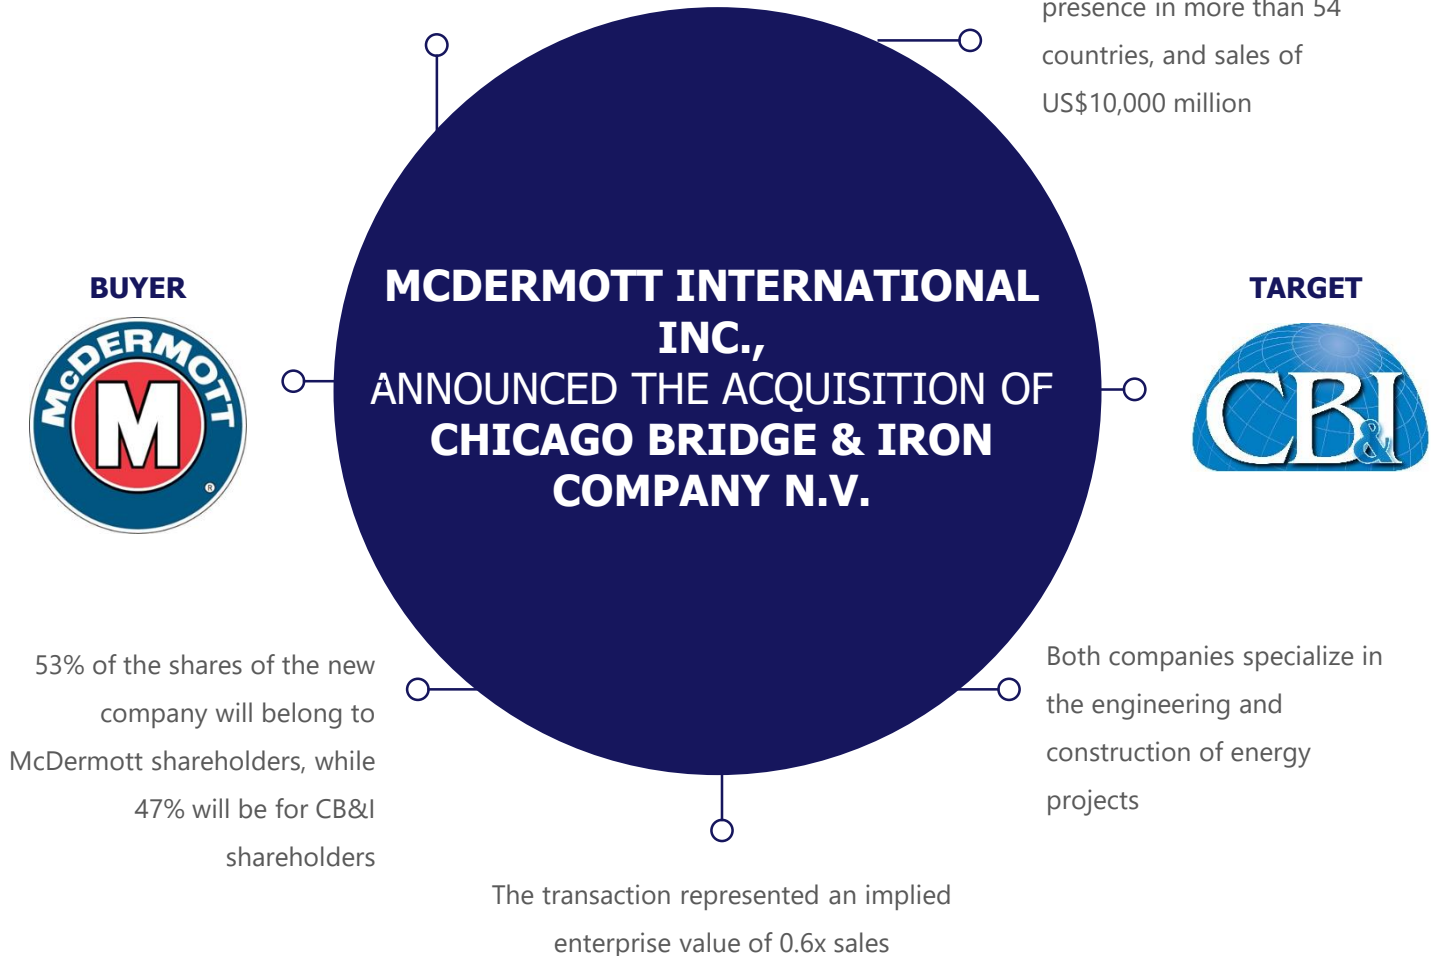 presence in more than 54
countries, and sales of
US$10,000 million
BUYER
McDERMOTT
M
®
MCDERMOTT INTERNATIONAL
INC.,
ANNOUNCED THE ACQUISITION OF
CHICAGO BRIDGE & IRON
COMPANY N.V.
TARGET
CB&I
53% of the shares of the new
company will belong to
McDermott shareholders, while
47% will be for CB&I
shareholders
Both companies specialize in
the engineering and
construction of energy
projects
The transaction represented an implied
enterprise value of 0.6x sales